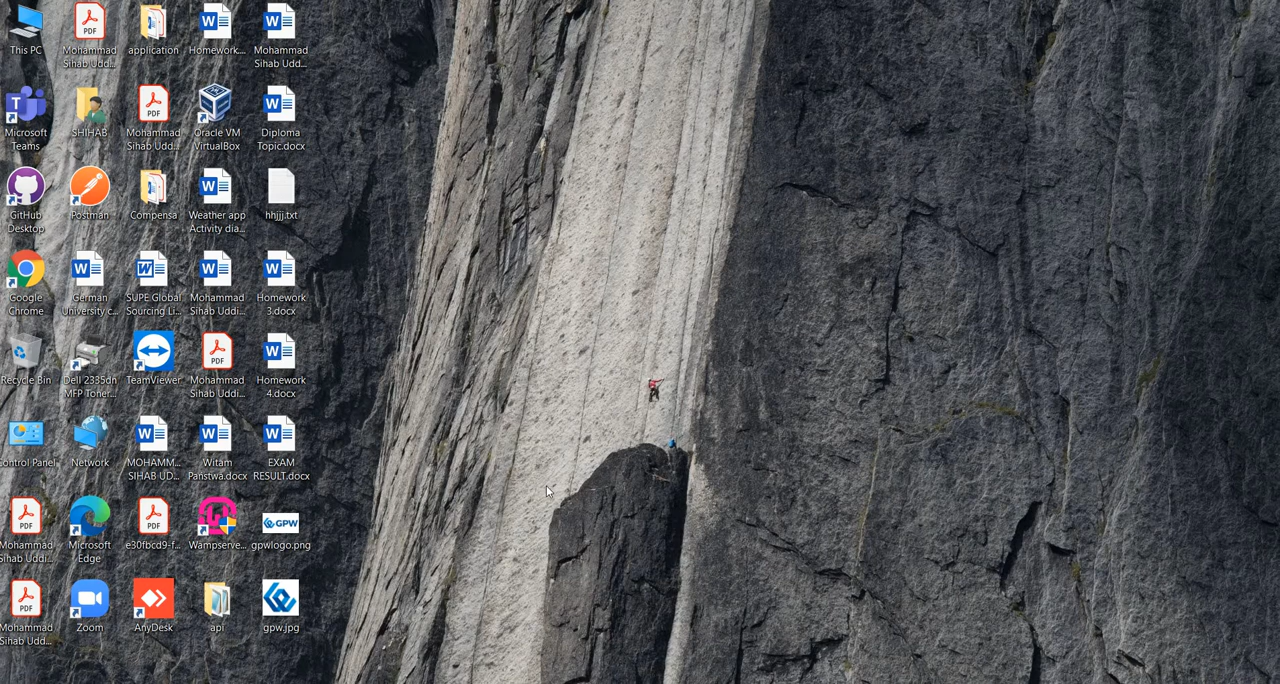 This PC
Mohammad
Sihab Udd...
application
Homework...
Mohammad
Sihab Udd...
Microsoft
Teams
SHIHAB
Mohammad
Sihab Udd...
Oracle VM
VirtualBox
Diploma
Topic.docx
GitHub
Desktop
Postman
Compensa
Weather app
Activity dia...
hhjjj.txt
Google
Chrome
German
University c...
SUPE Global
Sourcing Li...
Mohammad
Sihab Uddi...
Homework
3.docx
Recycle Bin
Dell 2335dn
MFP Toner...
TeamViewer
Mohammad
Sihab Uddi...
Homework
4.docx
Control Panel
Network
MOHAMM...
SIHAB UD...
Witam
Panstwa.docx
EXAM
RESULT.docx
Mohammad
Sihab Uddi...
Microsoft
Edge
e30fbcd9-f...
Wampserve...
GPW
gpwlogo.png
Mohammad
Sihab Udd...
Zoom
AnyDesk
api
gpw.jpg